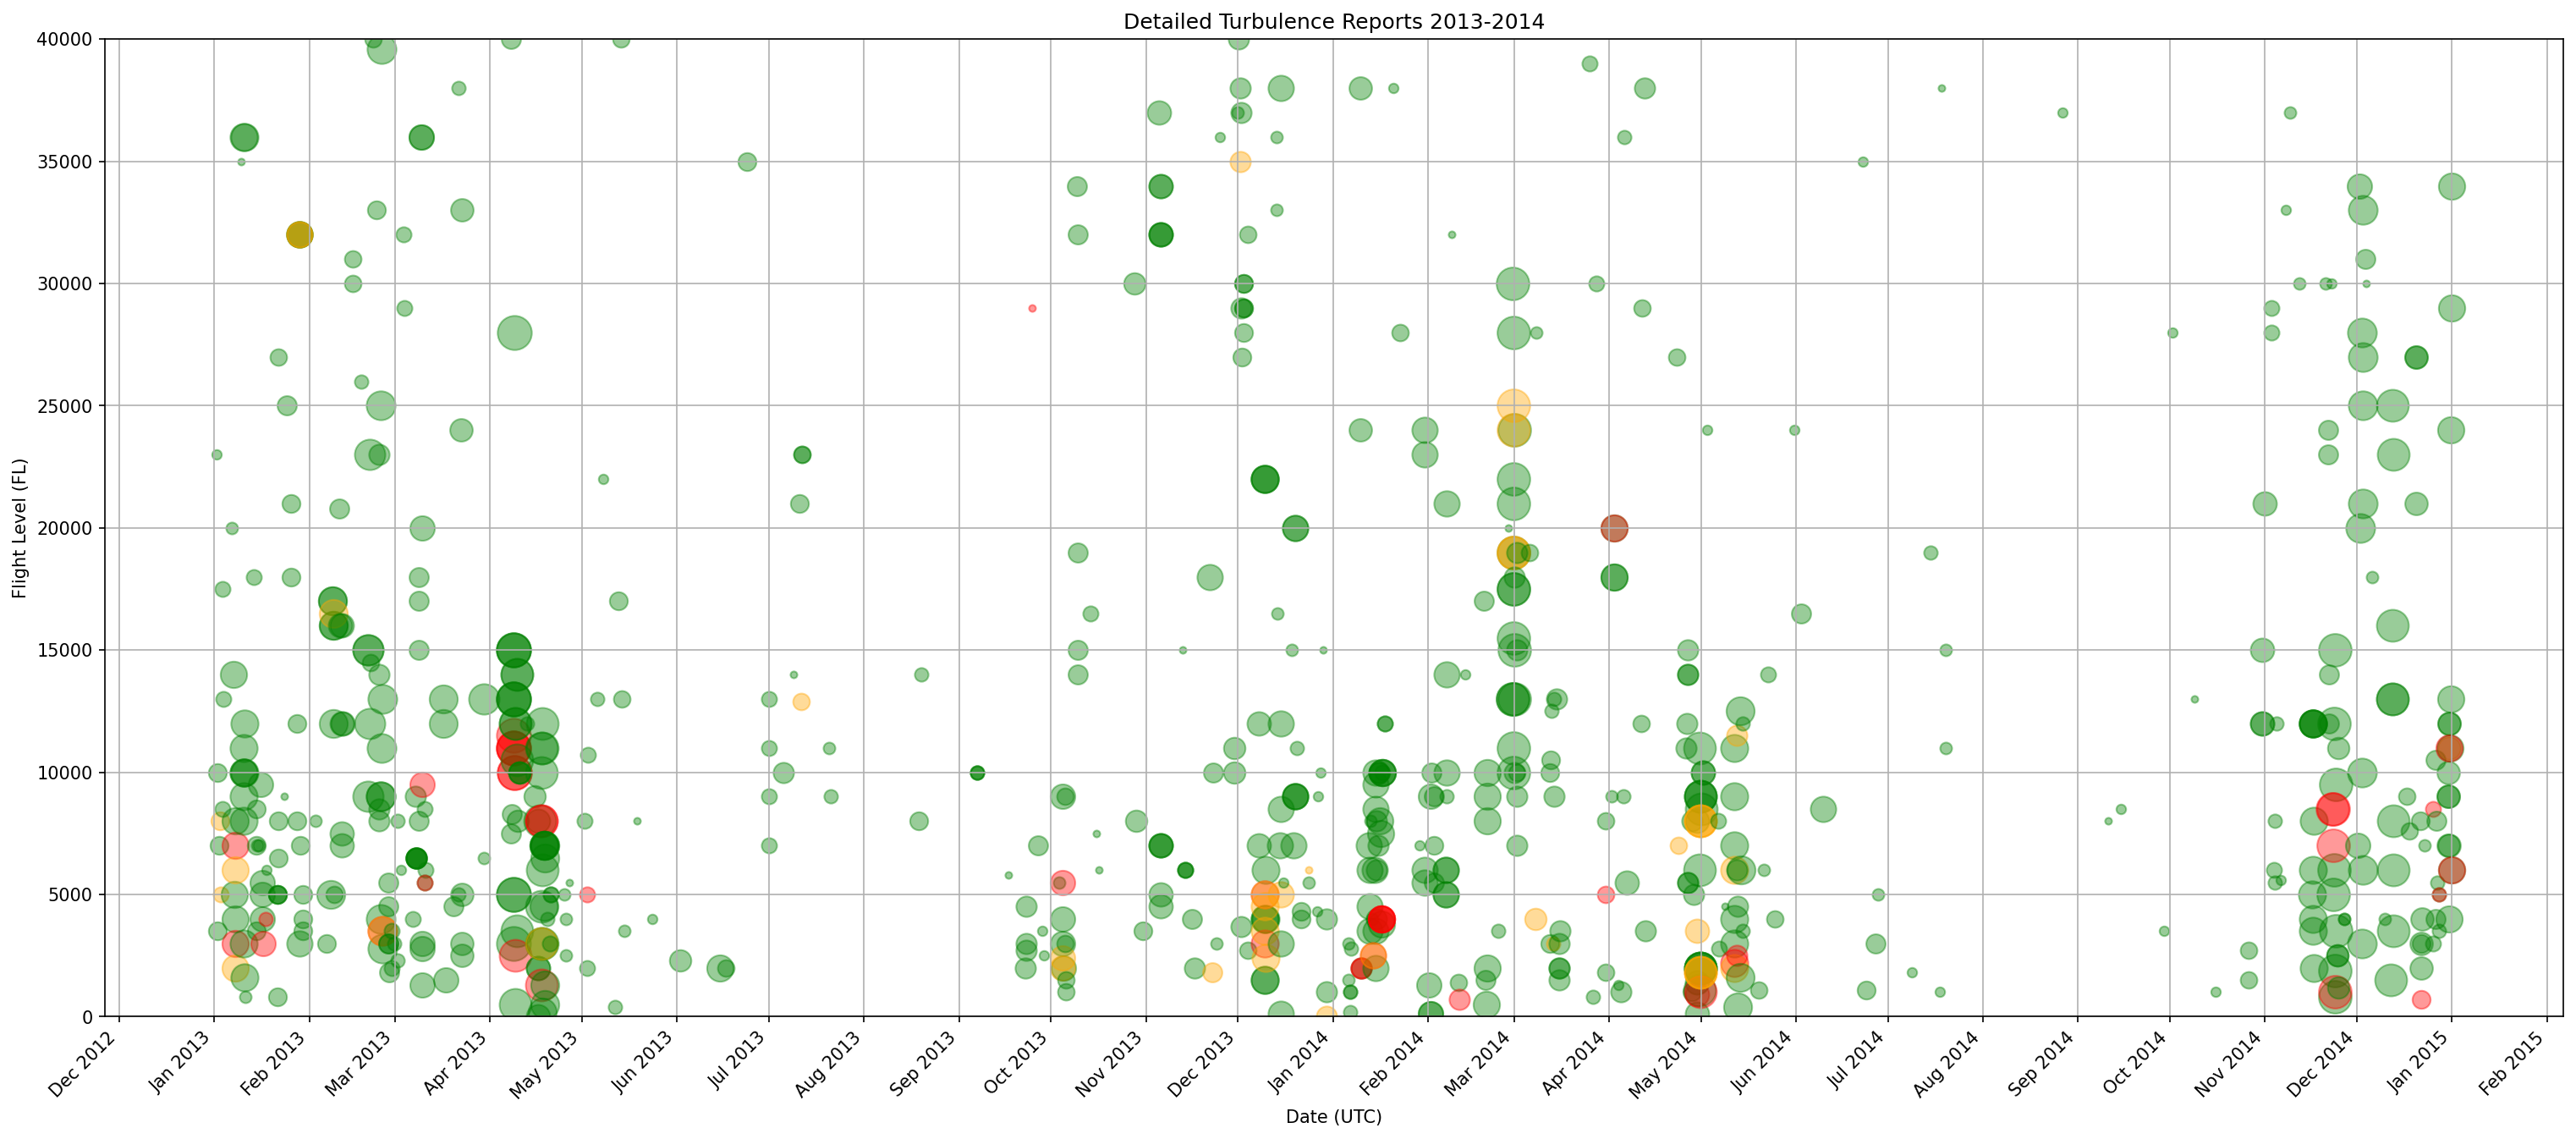 Detailed Turbulence Reports 2013-2014
40000
35000
30000
25000
20000
15000
10000
5000
0
Flight Level (FL)
Dec 2012
Jan 2013
Feb 2013
Mar 2013
Apr 2013
May 2013
Jun 2013
Jul 2013
Aug 2013
Sep 2013
Oct 2013
Nov 2013
Dec 2013
Jan 2014
Feb 2014
Mar 2014
Apr 2014
May 2014
Jun 2014
Jul 2014
Aug 2014
Sep 2014
Oct 2014
Nov 2014
Dec 2014
Jan 2015
Feb 2015
Date (UTC)